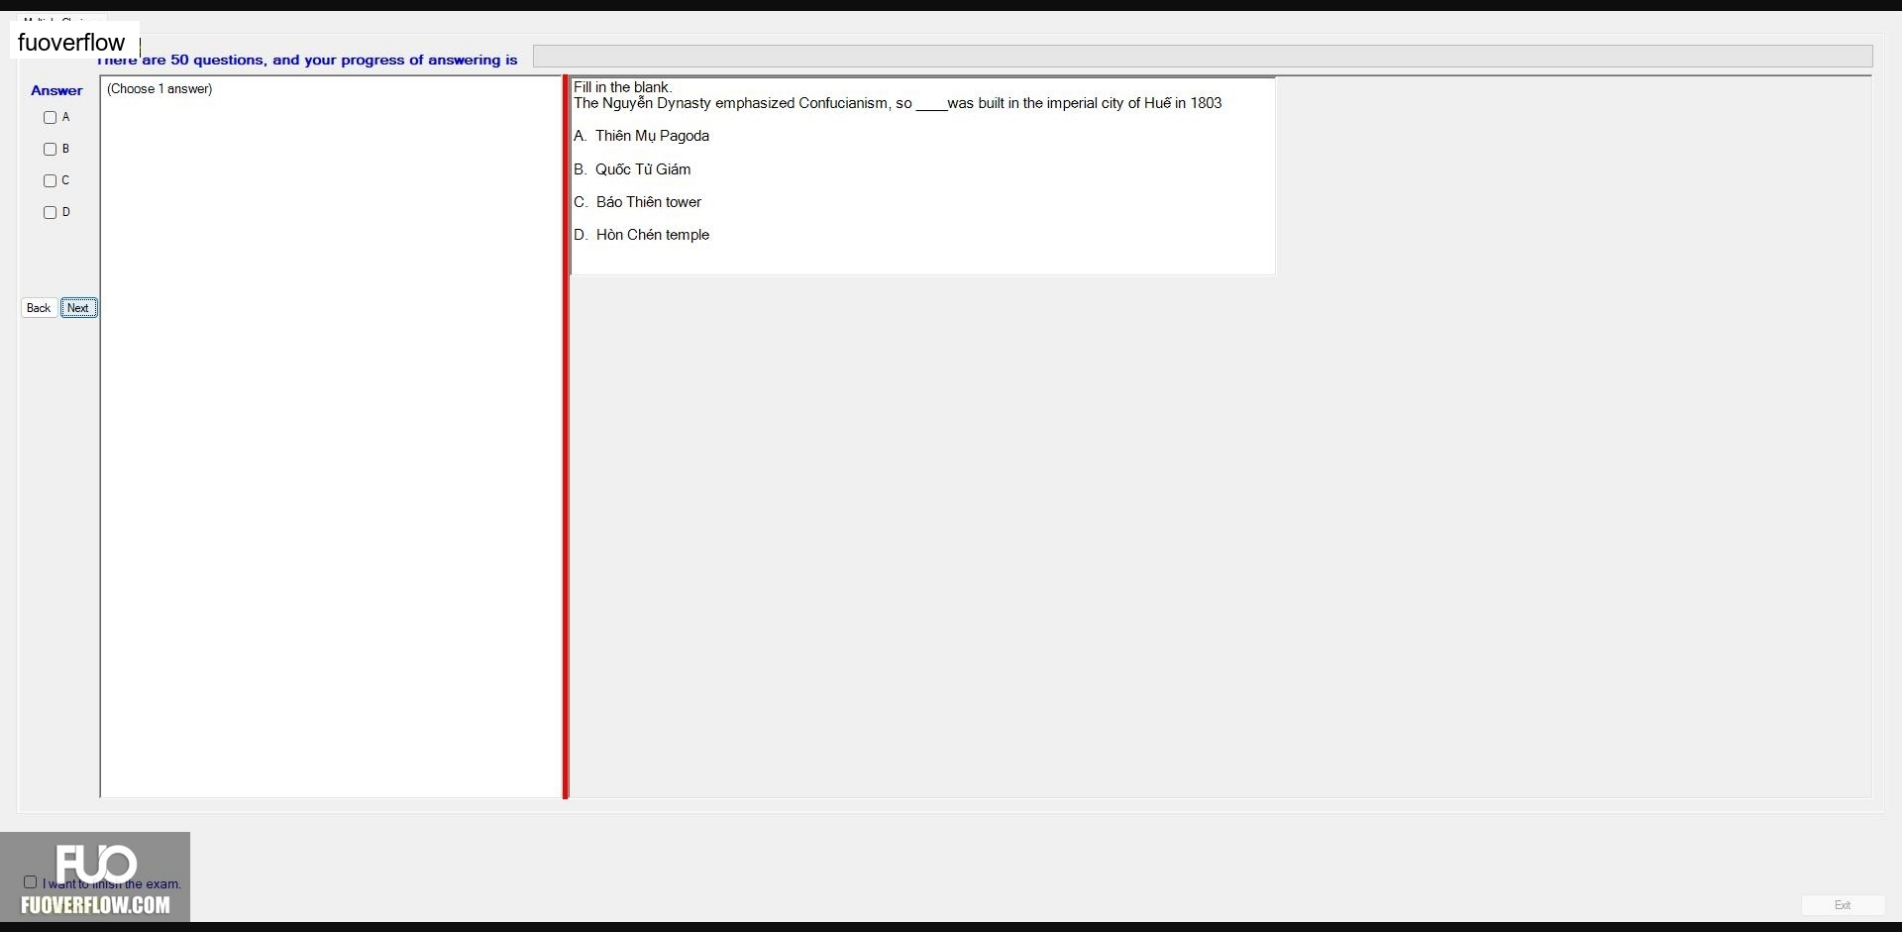 fuoverflow
There are 50 questions, and your progress of answering is
Answer
(Choose 1 answer)
A
B
C
D
Back Next
Fill in the blank.
The Nguyễn Dynasty emphasized Confucianism, so ____was built in the imperial city of Huế in 1803
A. Thiên Mụ Pagoda
B. Quốc Tử Giám
C. Báo Thiên tower
D. Hòn Chén temple
FUO
I want to finish the exam.
FUOVERFLOW.COM
Exit